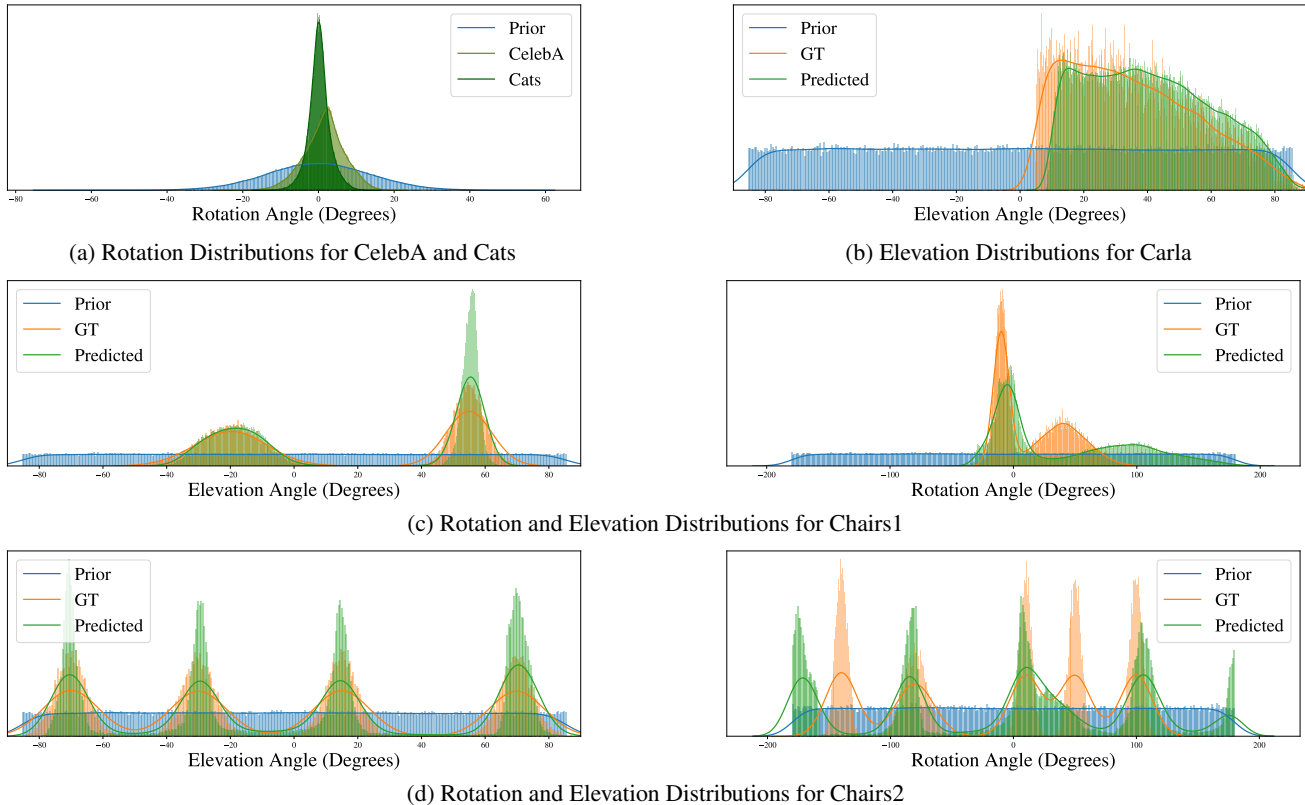 Prior
CelebA
Cats
−80 −60 −40 −20 0 20 40 60
Rotation Angle (Degrees)
(a) Rotation Distributions for CelebA and Cats
Prior
GT
Predicted
−80 −60 −40 −20 0 20 40 60 80
Elevation Angle (Degrees)
(b) Elevation Distributions for Carla
Prior
GT
Predicted
−80 −60 −40 −20 0 20 40 60 80
Elevation Angle (Degrees)
Prior
GT
Predicted
−200 −100 0 100 200
Rotation Angle (Degrees)
(c) Rotation and Elevation Distributions for Chairs1
Prior
GT
Predicted
−80 −60 −40 −20 0 20 40 60 80
Elevation Angle (Degrees)
Prior
GT
Predicted
−200 −100 0 100 200
Rotation Angle (Degrees)
(d) Rotation and Elevation Distributions for Chairs2